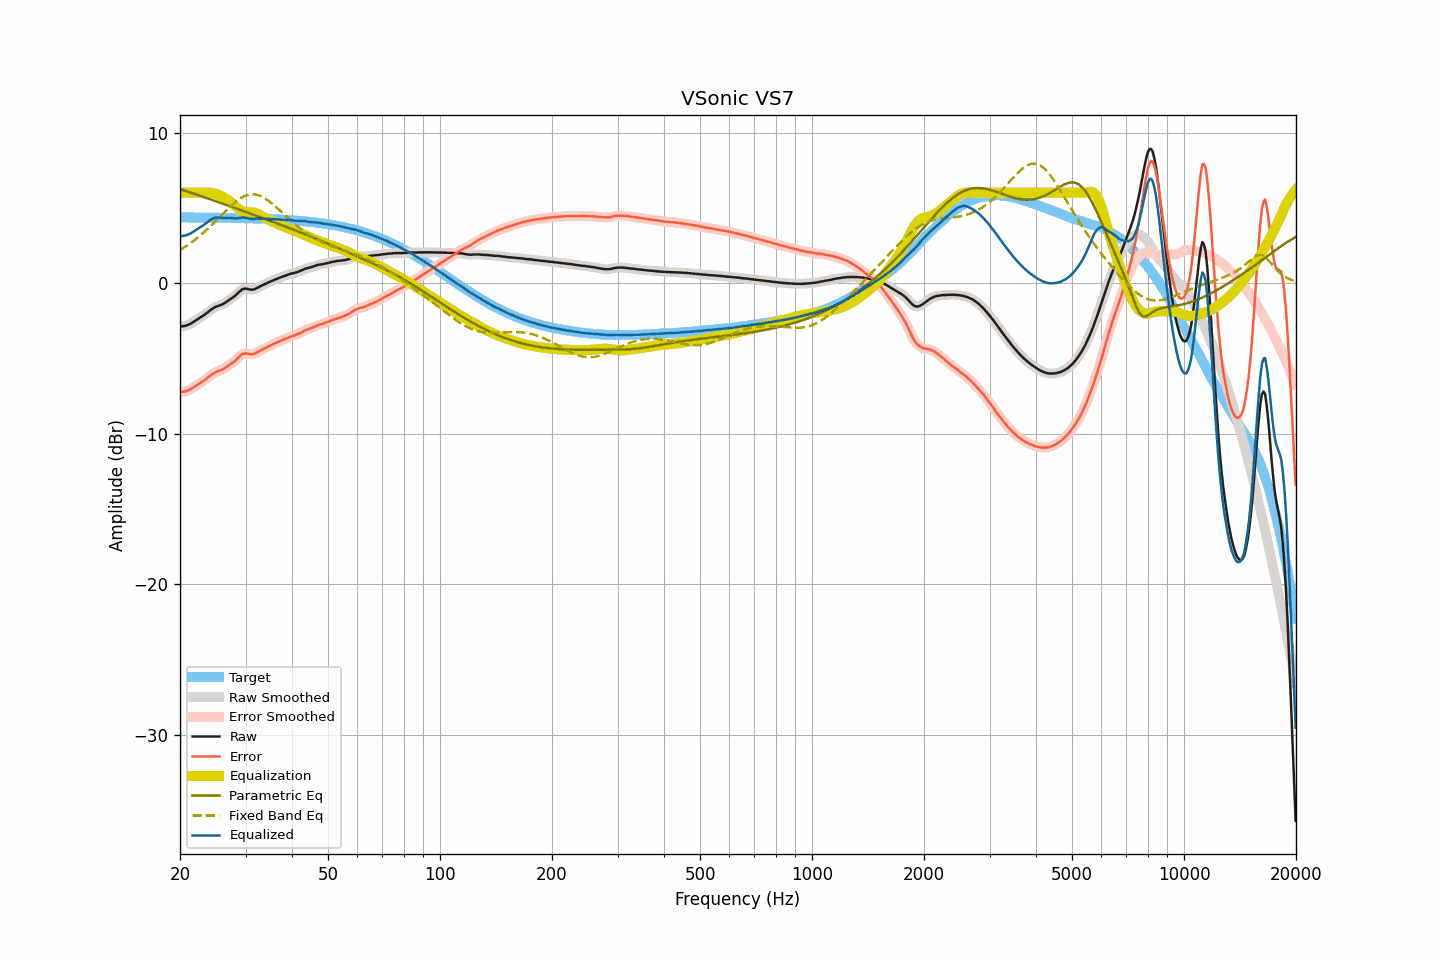 VSonic VS7
10
0
−10
−20
−30
Amplitude (dBr)
Target
Raw Smoothed
Error Smoothed
Raw
Error
Equalization
Parametric Eq
Fixed Band Eq
Equalized
20 50 100 200 500 1000 2000 5000 10000 20000
Frequency (Hz)